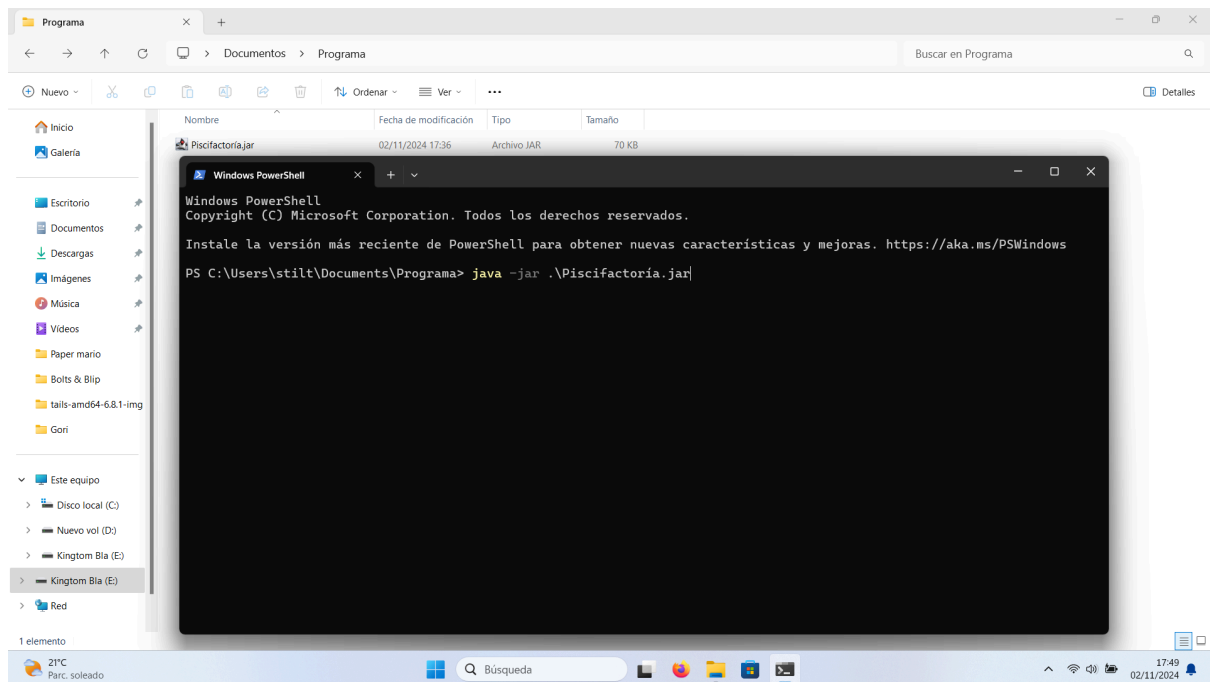 Programa
Documentos > Programa
Buscar en Programa
Nuevo
Ordenar
Ver
Detalles
Nombre
Fecha de modificación
Tipo
Tamaño
Piscifactoría.jar
02/11/2024 17:36
Archivo JAR
70 KB
Inicio
Galería
Escritorio
Documentos
Descargas
Imágenes
Música
Vídeos
Paper mario
Bolts & Blip
tails-amd64-6.8.1-img
Gori
Este equipo
Disco local (C:)
Nuevo vol (D:)
Kingtom Bla (E:)
Kingtom Bla (E:)
Red
1 elemento
Windows PowerShell
Windows PowerShell
Copyright (C) Microsoft Corporation. Todos los derechos reservados.
Instale la versión más reciente de PowerShell para obtener nuevas características y mejoras. https://aka.ms/PSWindows
PS C:\Users\stilt\Documents\Programa> java -jar .\Piscifactoría.jar
21°C
Parc. soleado
Búsqueda
17:49
02/11/2024